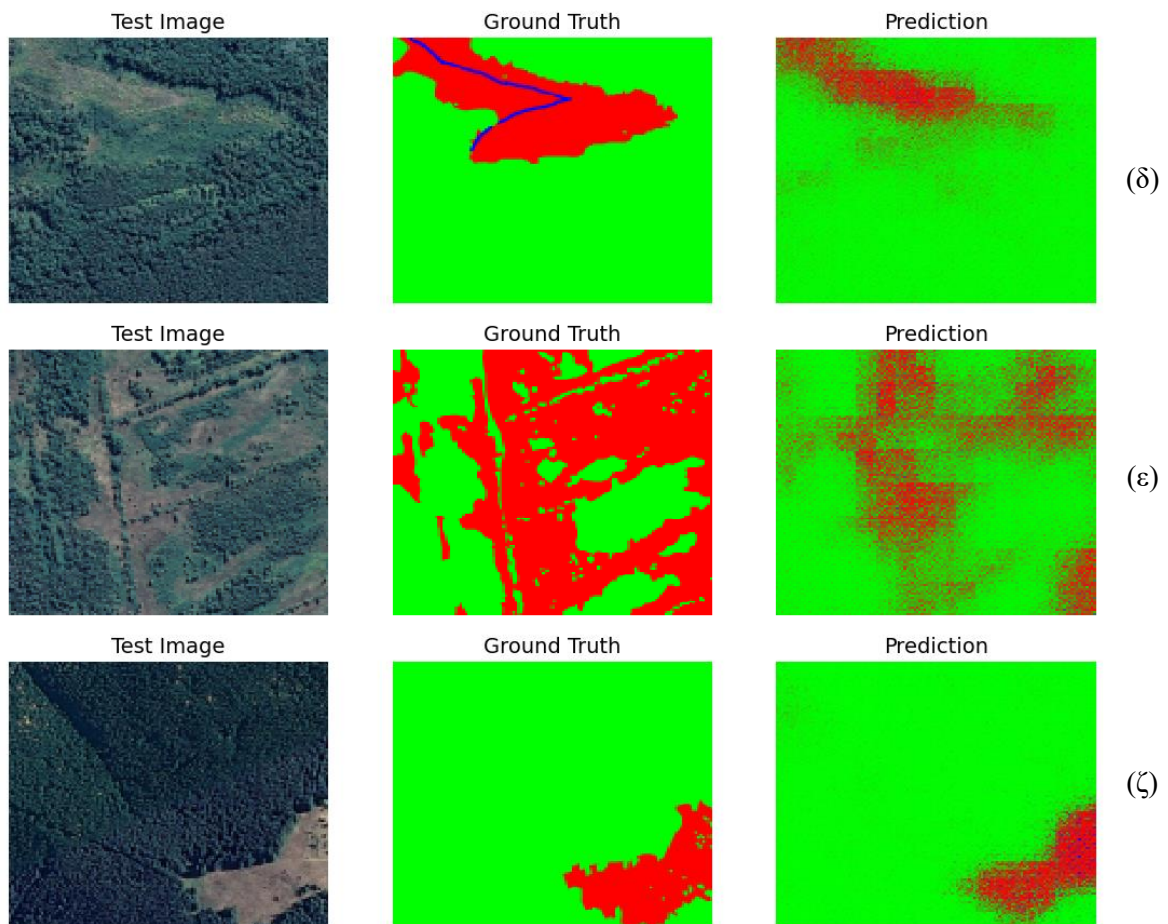 Test Image Ground Truth Prediction
(δ)
Test Image Ground Truth Prediction
(ε)
Test Image Ground Truth Prediction
(ζ)